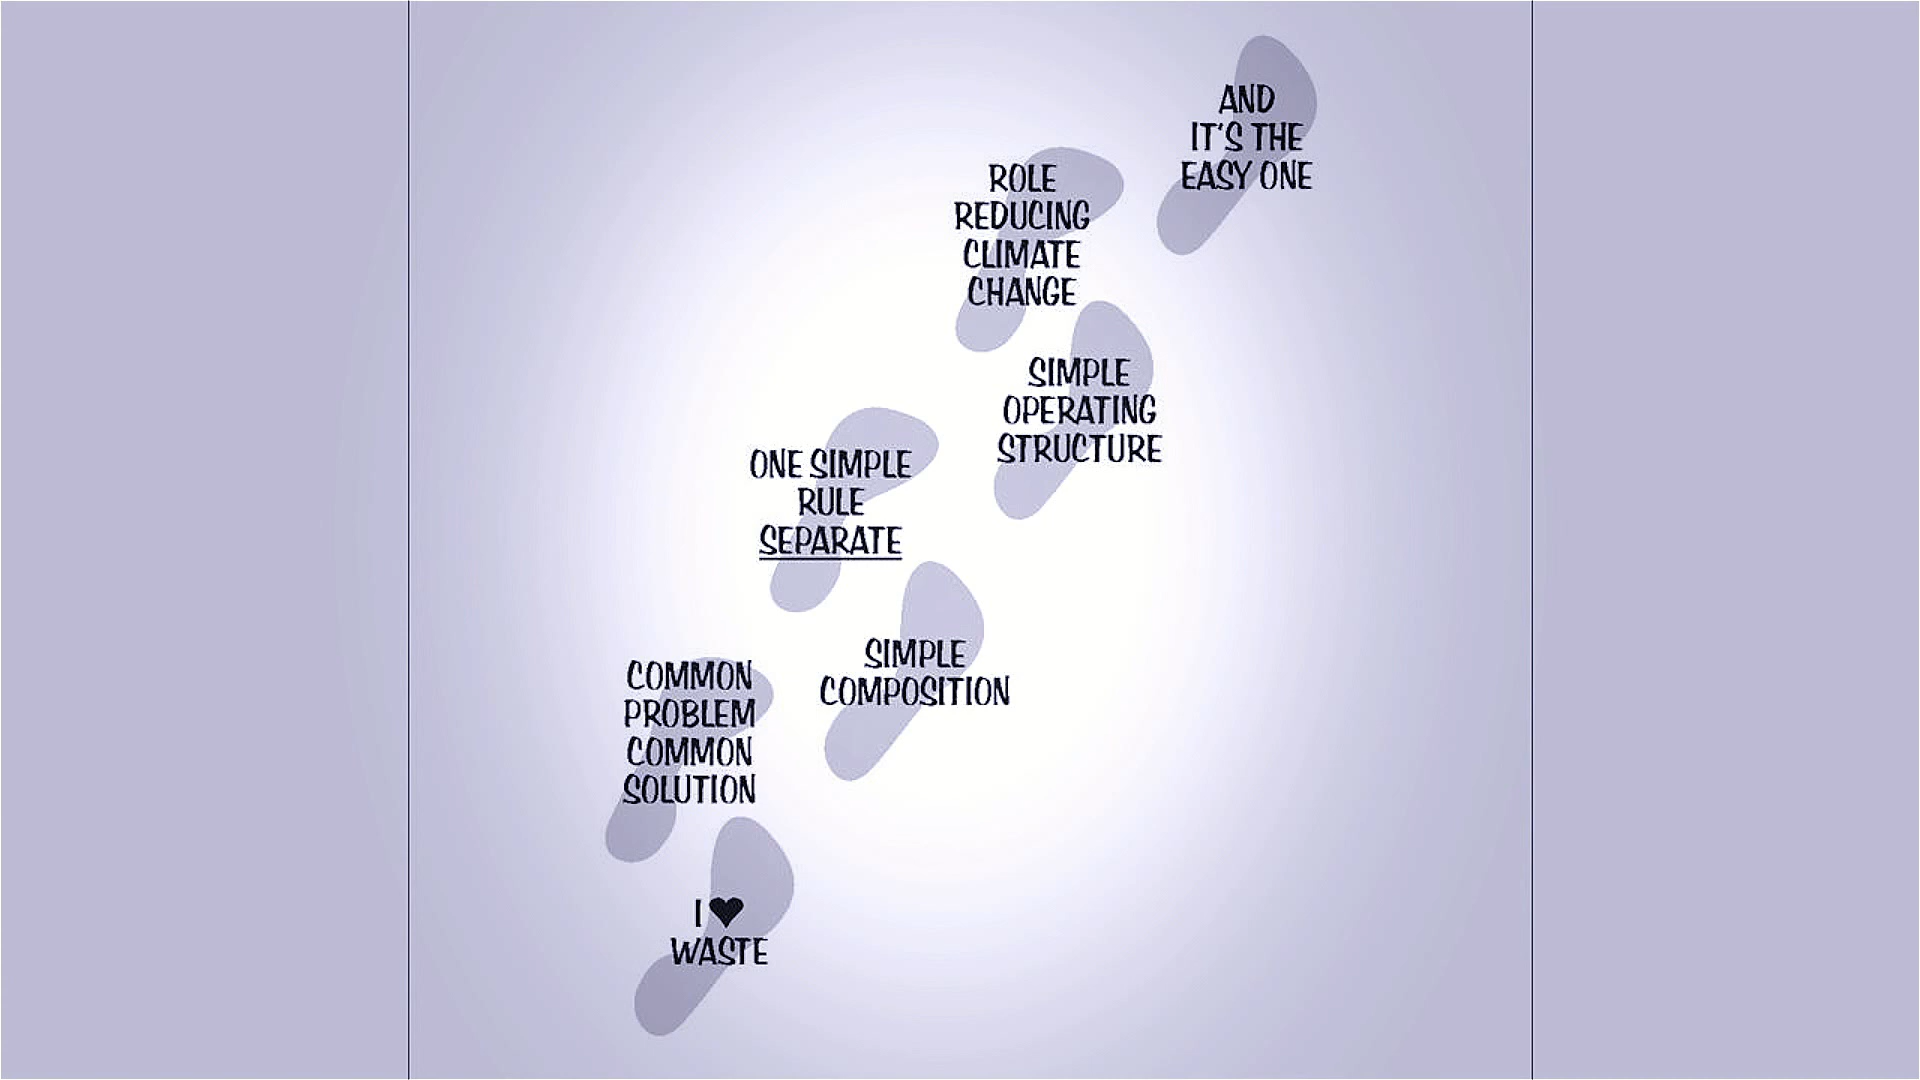 AND
IT'S THE
EASY ONE
ROLE
REDUCING
CLIMATE
CHANGE
SIMPLE
OPERATING
STRUCTURE
ONE SIMPLE
RULE
SEPARATE
SIMPLE
COMPOSITION
COMMON
PROBLEM
COMMON
SOLUTION
I ♥
WASTE